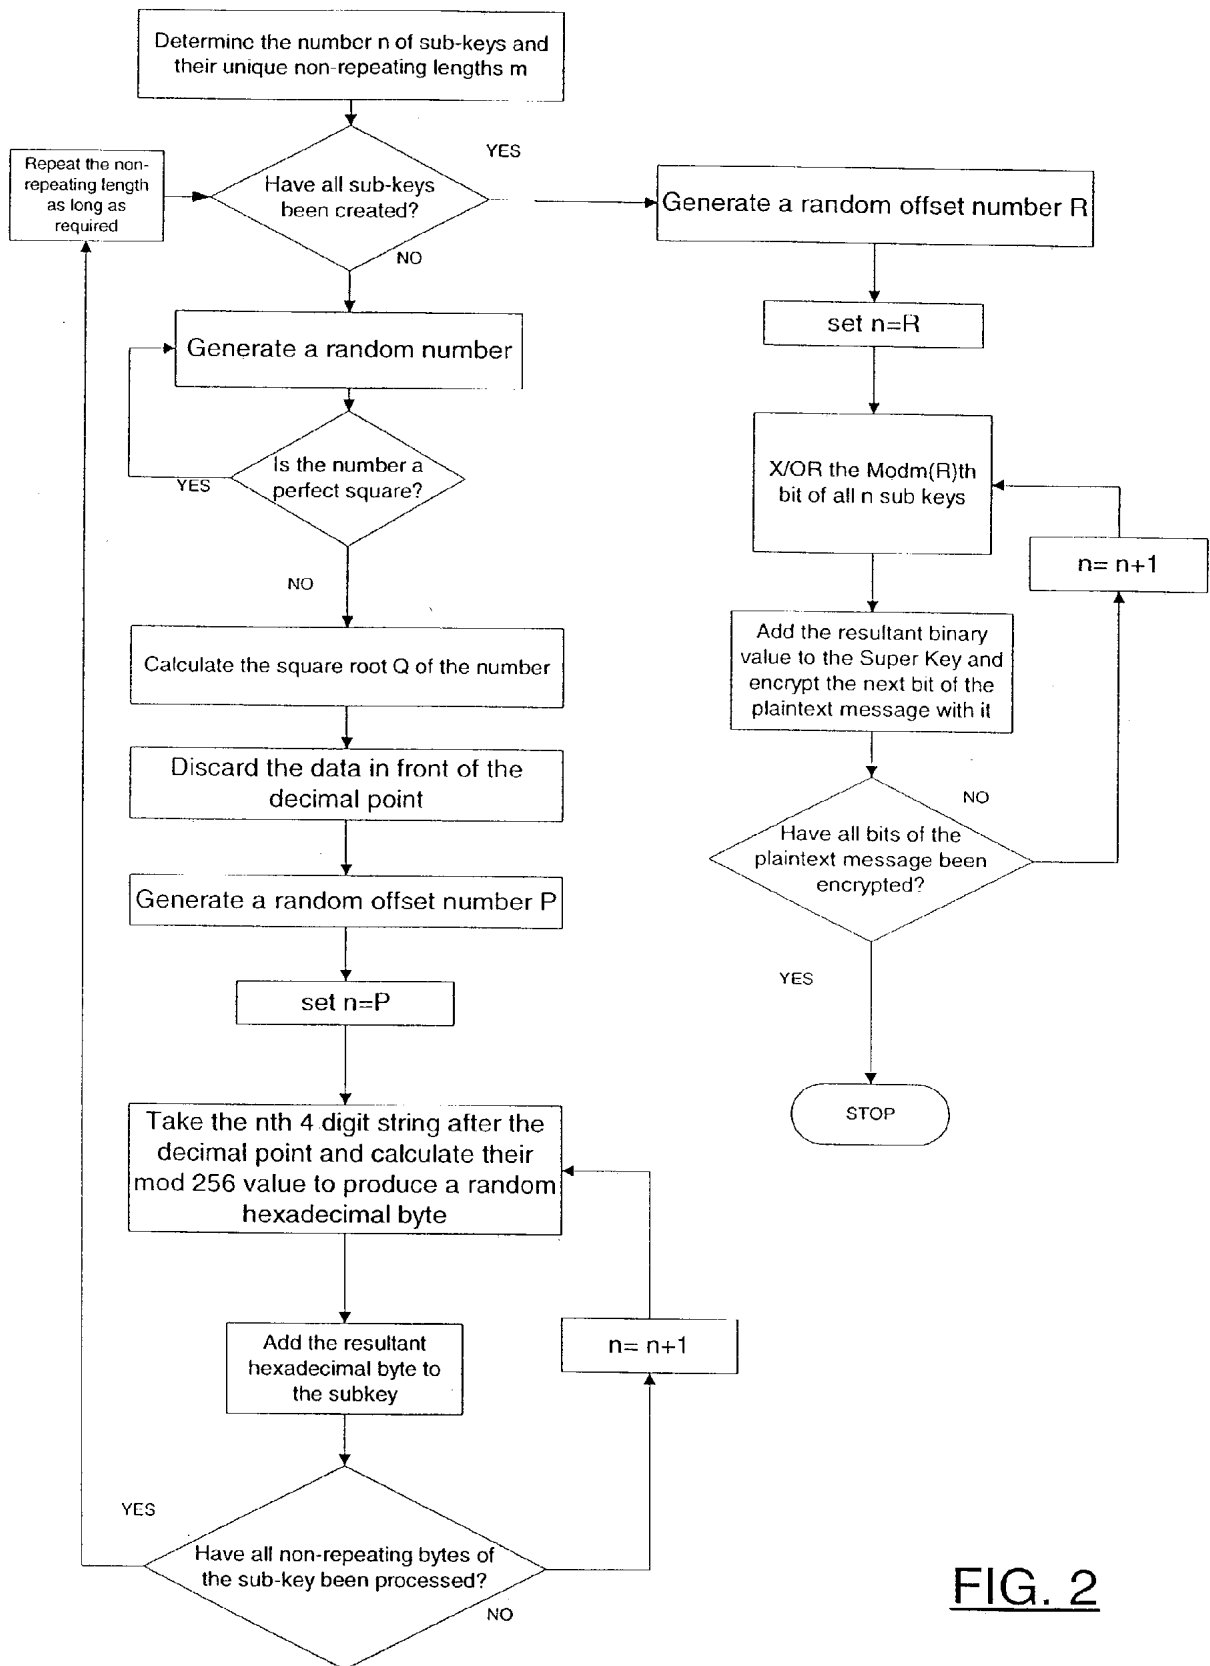 Determine the number n of sub-keys and
their unique non-repeating lengths m
Repeat the non-
repeating length
as long as
required
Have all sub-keys
been created?
YES
NO
Generate a random number
Is the number a
perfect square?
YES
NO
Calculate the square root Q of the number
Discard the data in front of the
decimal point
Generate a random offset number P
set n=P
Take the nth 4 digit string after the
decimal point and calculate their
mod 256 value to produce a random
hexadecimal byte
Add the resultant
hexadecimal byte to
the subkey
n= n+1
YES
Have all non-repeating bytes of
the sub-key been processed?
NO
Generate a random offset number R
set n=R
X/OR the Modm(R)th
bit of all n sub keys
n= n+1
Add the resultant binary
value to the Super Key and
encrypt the next bit of the
plaintext message with it
NO
Have all bits of the
plaintext message been
encrypted?
YES
STOP
FIG. 2